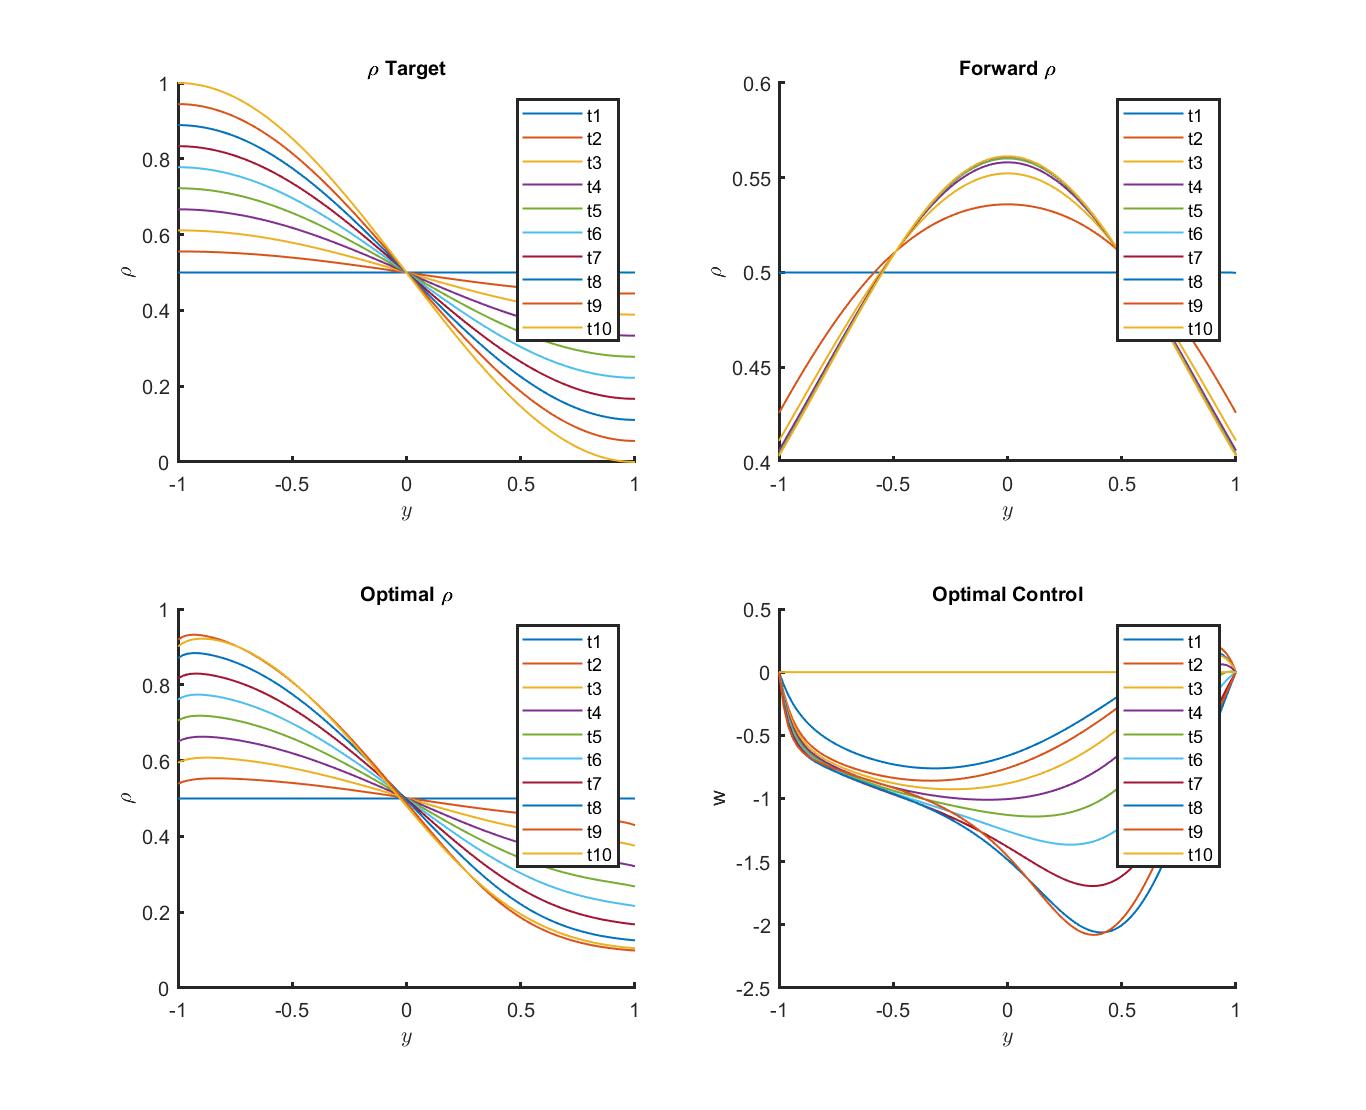 ρ Target
1
0.8
0.6
0.4
0.2
0
ρ
-1
-0.5
0
0.5
1
y
t1
t2
t3
t4
t5
t6
t7
t8
t9
t10
Forward ρ
0.6
0.55
0.5
0.45
0.4
ρ
-1
-0.5
0
0.5
1
y
t1
t2
t3
t4
t5
t6
t7
t8
t9
t10
Optimal ρ
1
0.8
0.6
0.4
0.2
0
ρ
-1
-0.5
0
0.5
1
y
t1
t2
t3
t4
t5
t6
t7
t8
t9
t10
Optimal Control
0.5
0
-0.5
-1
-1.5
-2
-2.5
w
-1
-0.5
0
0.5
1
y
t1
t2
t3
t4
t5
t6
t7
t8
t9
t10